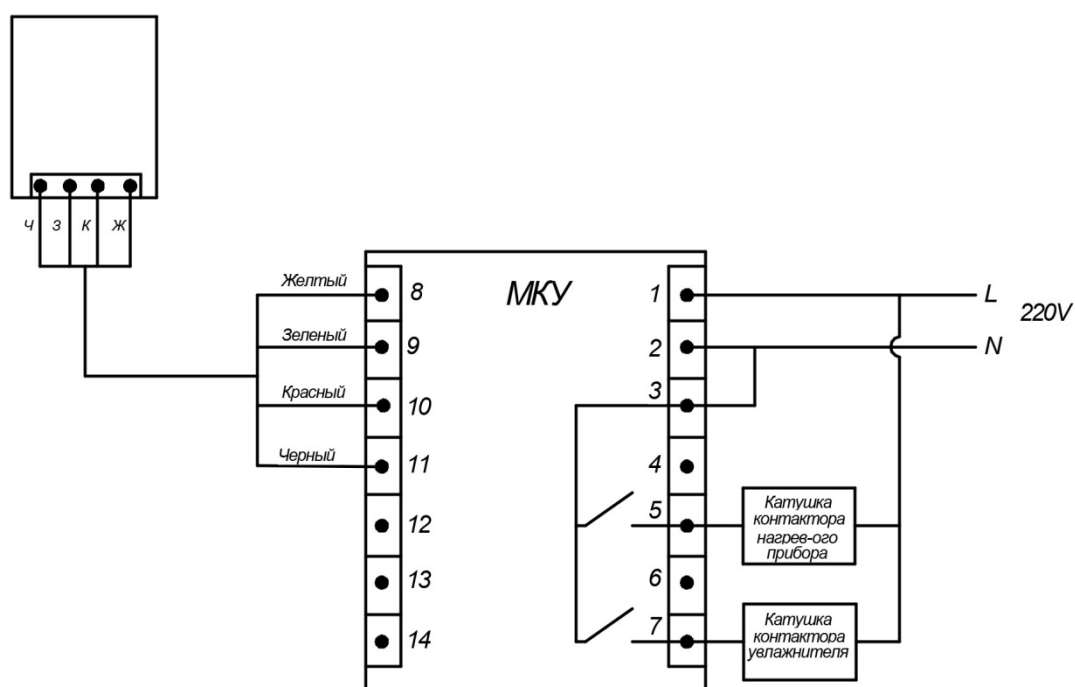 Ч З К Ж
МКУ
Желтый 8
Зеленый 9
Красный 10
Черный 11
12
13
14
1 L
220V
2 N
3
4
5
Катушка
контактора
нагрев-ого
прибора
6
7
Катушка
контактора
увлажнителя